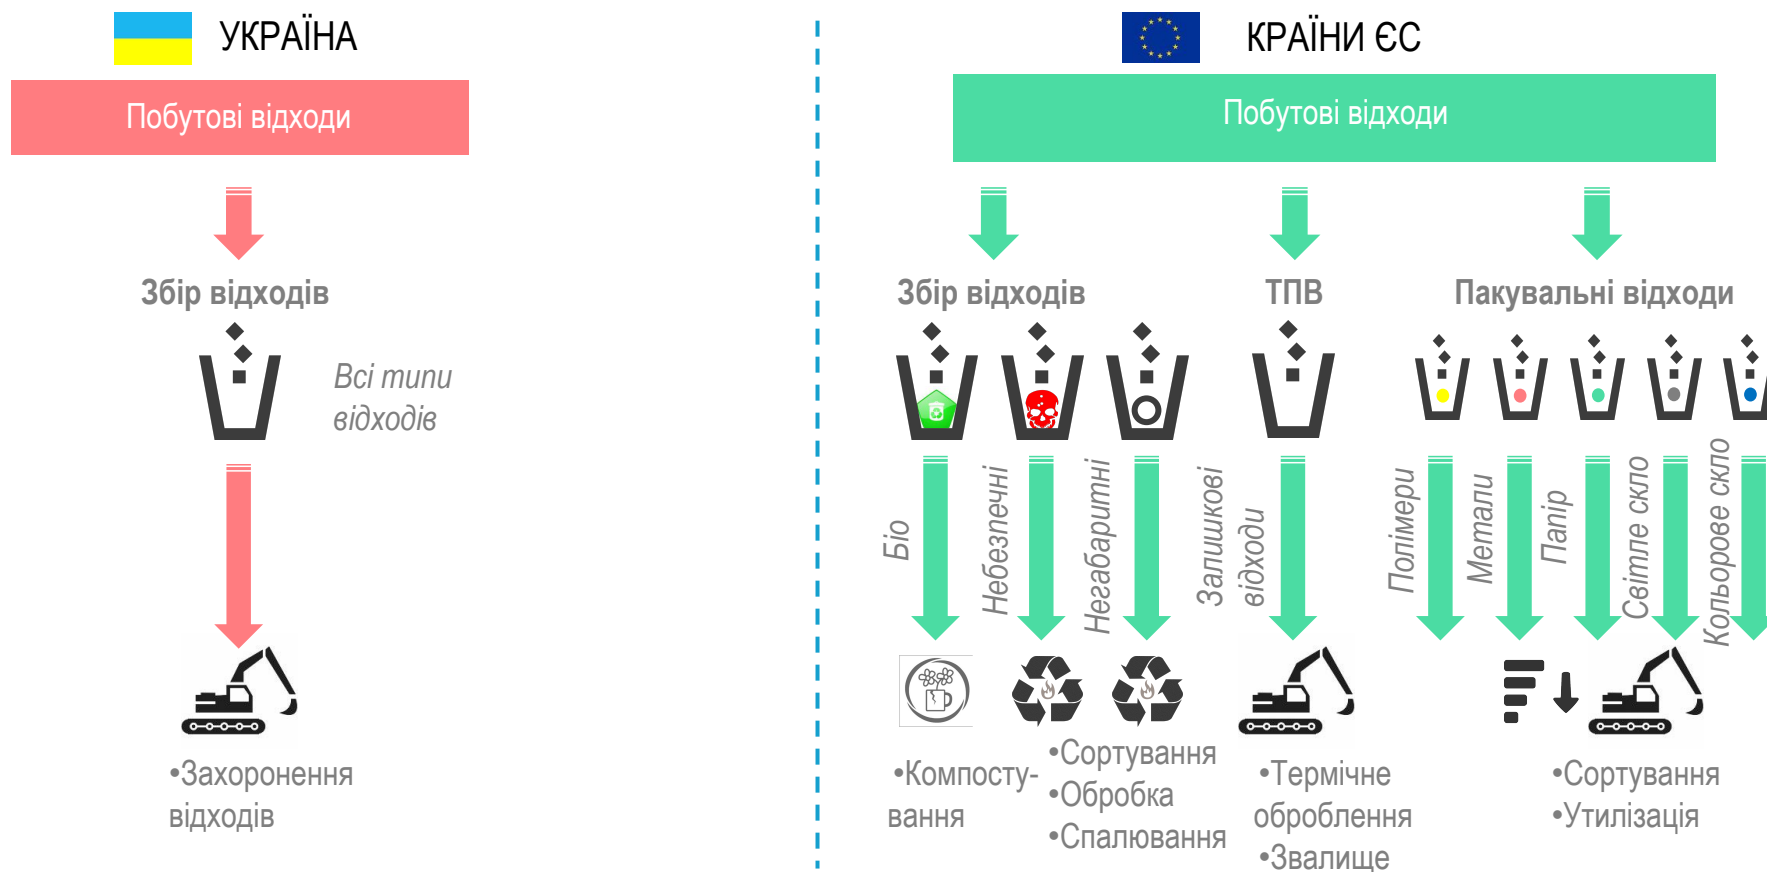 УКРАЇНА
Побутові відходи
Збір відходів
Всі типи
відходів
•Захоронення
відходів
КРАЇНИ ЄС
Побутові відходи
Збір відходів
ТПВ
Пакувальні відходи
Біо
Небезпечні
Негабаритні
Залишкові
відходи
Полімери
Метали
Папір
Світле скло
Кольорове скло
•Компосту-
вання
•Сортування
•Обробка
•Спалювання
•Термічне
оброблення
•Звалище
•Сортування
•Утилізація